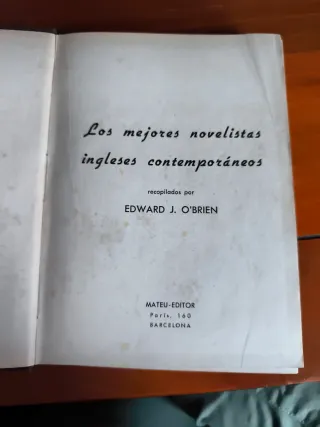 Los mejores novelistas
ingleses contemporáneos
recopilados por
EDWARD J. O'BRIEN
MATEU-EDITOR
París, 160
BARCELONA